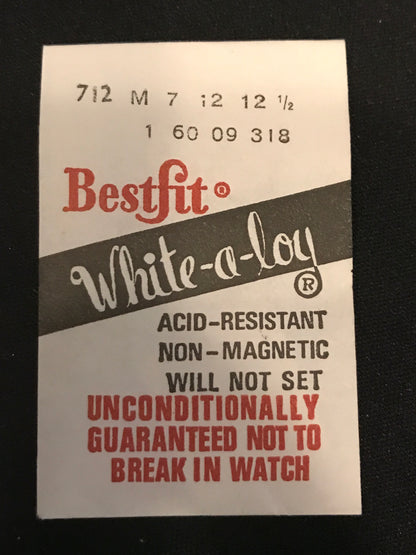 712 M 7 12 12 ½
1 60 09 318
Bestfit®
White-a-loy®
ACID-RESISTANT
NON-MAGNETIC
WILL NOT SET
UNCONDITIONALLY
GUARANTEED NOT TO
BREAK IN WATCH